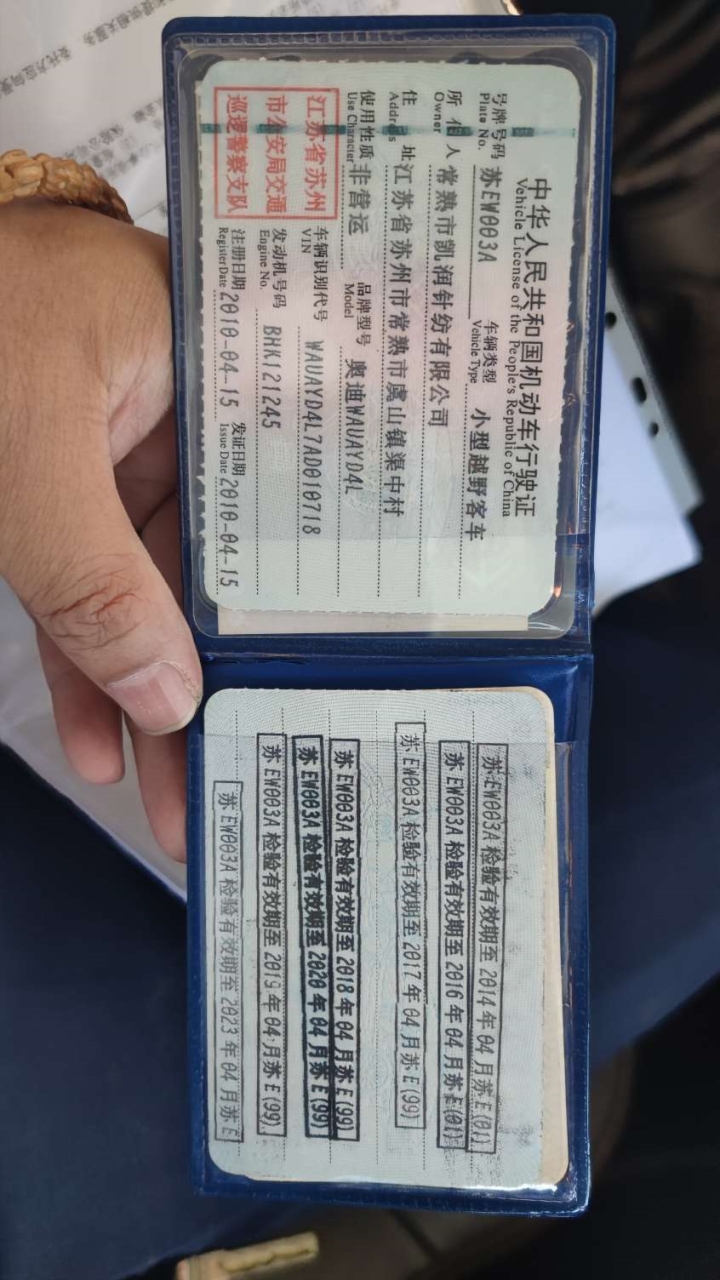 中华人民共和国机动车行驶证
Vehicle License of the People's Republic of China
号牌号码 苏EW003A 车辆类型 小型越野客车
Plate No. Vehicle Type
所有人 常熟市凯润针纺有限公司
Owner
住址 江苏省苏州市常熟市虞山镇渠中村
Address
使用性质 非营运 品牌型号 奥迪WAUAYD4L
Use Character Model
江苏省苏州
市公安局交通
巡逻警察支队
车辆识别代号 WAUAYD4L7AD010718
VIN
发动机号码 BHK121245
Engine No.
注册日期 2010-04-15 发证日期 2010-04-15
Register Date Issue Date
苏EW003A检验有效期至2014年04月苏E(01)
苏EW003A检验有效期至2016年04月苏E(01)
苏EW003A检验有效期至2017年04月苏E(99)
苏EW003A检验有效期至2018年04月苏E(99)
苏EW003A检验有效期至2020年04月苏E(99)
苏EW003A检验有效期至2019年04月苏E(99)
苏EW003A检验有效期至2023年04月苏E